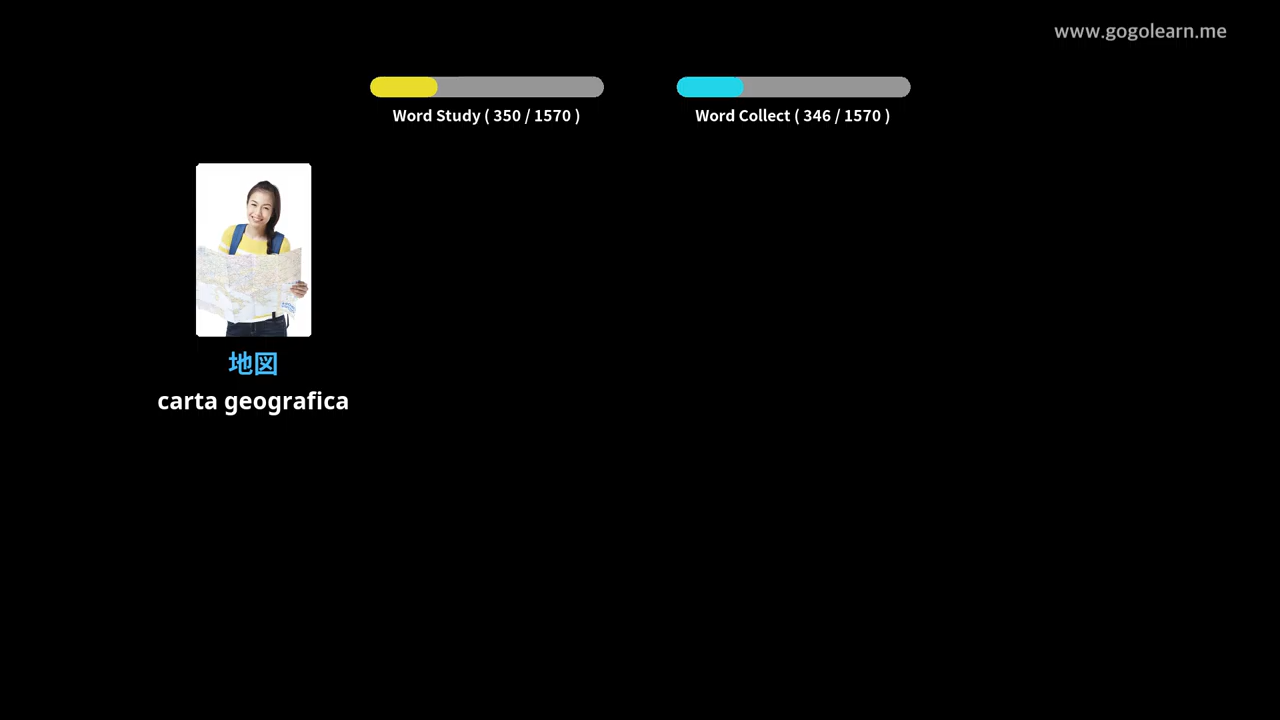 www.gogolearn.me
Word Study ( 350 / 1570 )
Word Collect ( 346 / 1570 )
地図
carta geografica